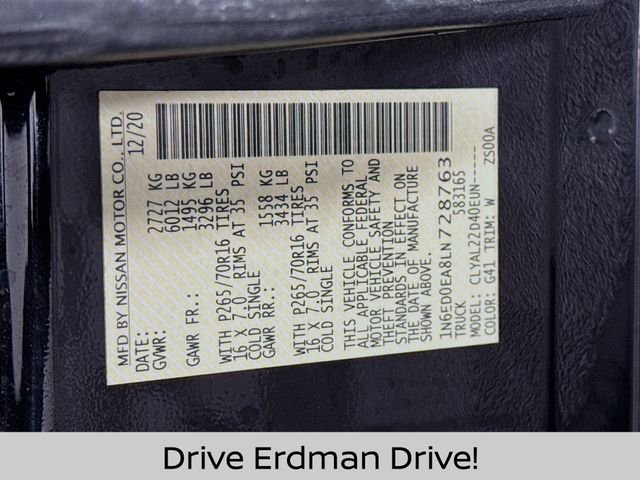 MFD BY NISSAN MOTOR CO., LTD.
DATE: 12/20
GVWR: 2727 KG
6012 LB
GAWR FR.: 1495 KG
3296 LB
WITH P265/70R16 TIRES
16 X 7.0 RIMS AT 35 PSI
COLD SINGLE
GAWR RR.: 1558 KG
3434 LB
WITH P265/70R16 TIRES
16 X 7.0 RIMS AT 35 PSI
COLD SINGLE
THIS VEHICLE CONFORMS TO
ALL APPLICABLE FEDERAL
MOTOR VEHICLE SAFETY AND
THEFT PREVENTION
STANDARDS IN EFFECT ON
THE DATE OF MANUFACTURE
SHOWN ABOVE.
1N6ED0EA8LN728763
TRUCK 583165
MODEL: CLYAL22D40EUN-----
COLOR: G41 TRIM: W ZS00A
Drive Erdman Drive!